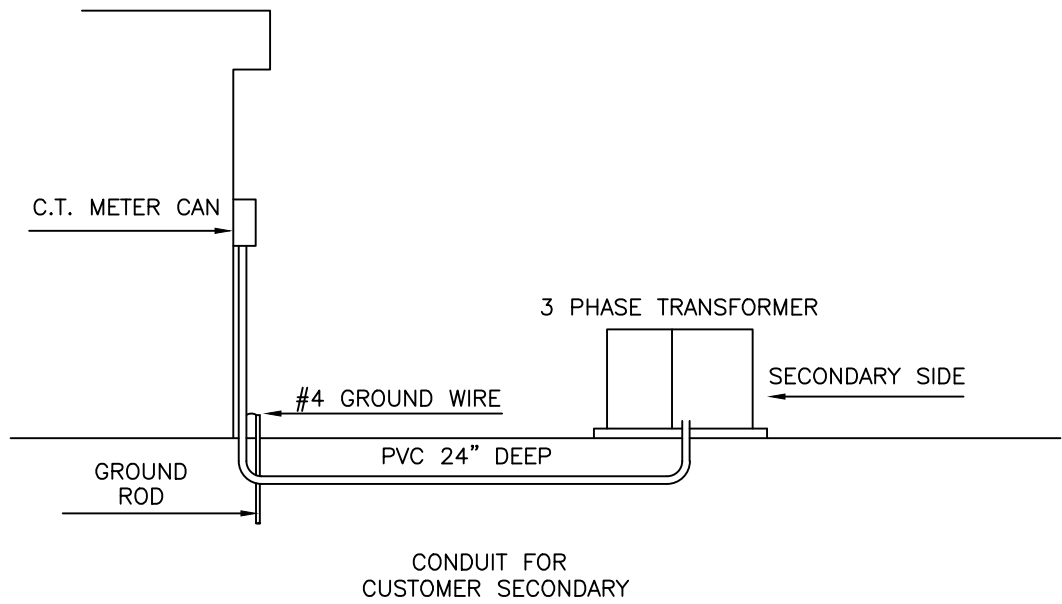 C.T. METER CAN
3 PHASE TRANSFORMER
SECONDARY SIDE
#4 GROUND WIRE
PVC 24” DEEP
GROUND
ROD
CONDUIT FOR
CUSTOMER SECONDARY